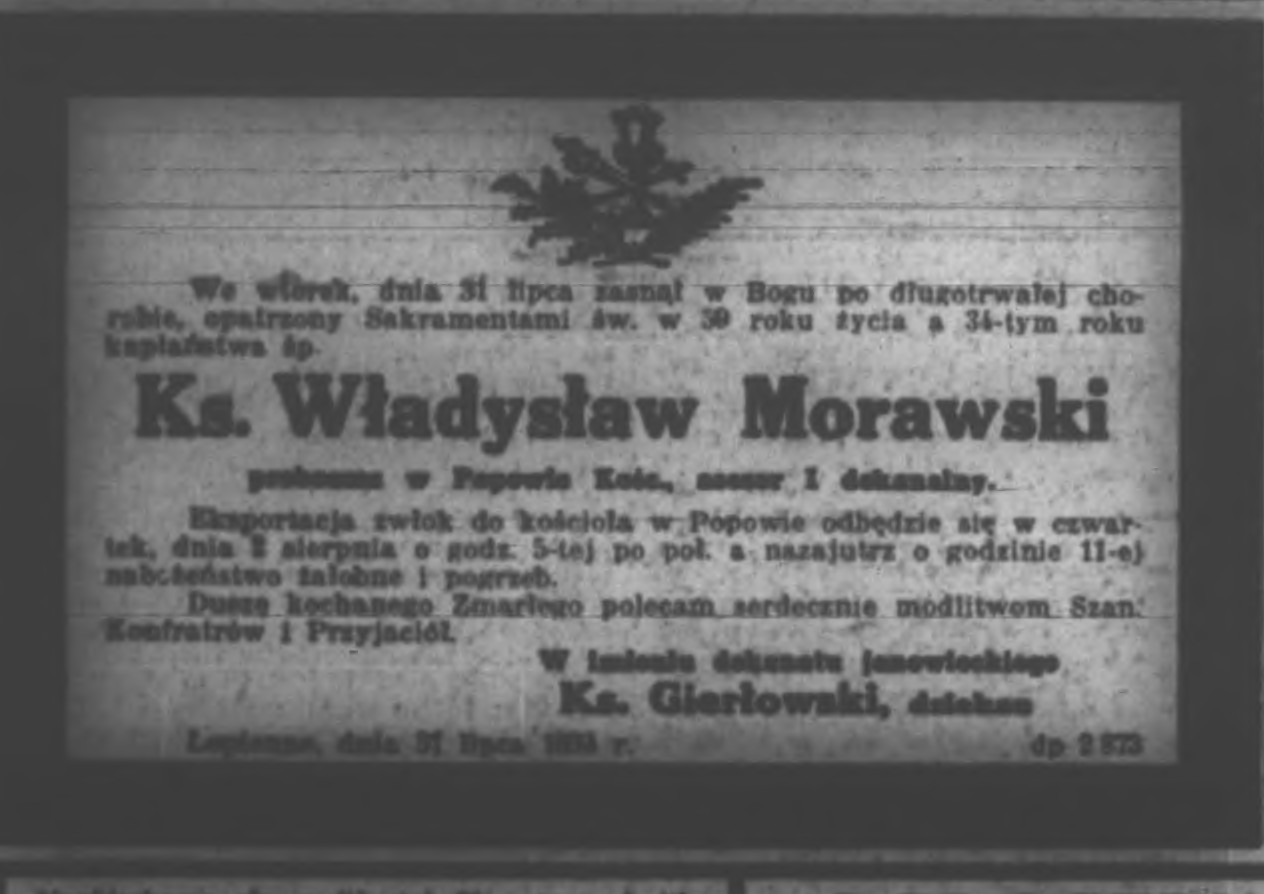 We wtorek, dnia 31 lipca zasnął w Bogu po długotrwałej cho-
robie, opatrzony Sakramentami św. w 59 roku życia a 34-tym roku
kapłaństwa śp.
Ks. Władysław Morawski
proboszcz w Popowie Kośc., asesor I dekanalny.
Eksportacja zwłok do kościoła w Popowie odbędzie się w czwar-
tek, dnia 2 sierpnia o godz. 5-tej po poł. a nazajutrz o godzinie 11-ej
nabożeństwo żałobne i pogrzeb.
Duszę kochanego Zmarłego polecam serdecznie modlitwom Szan.
Konfratrów i Przyjaciół.
W imieniu dekanatu janowieckiego
Ks. Gierłowski, dziekan
Łopienno, dnia 31 lipca r.
dp 2 873